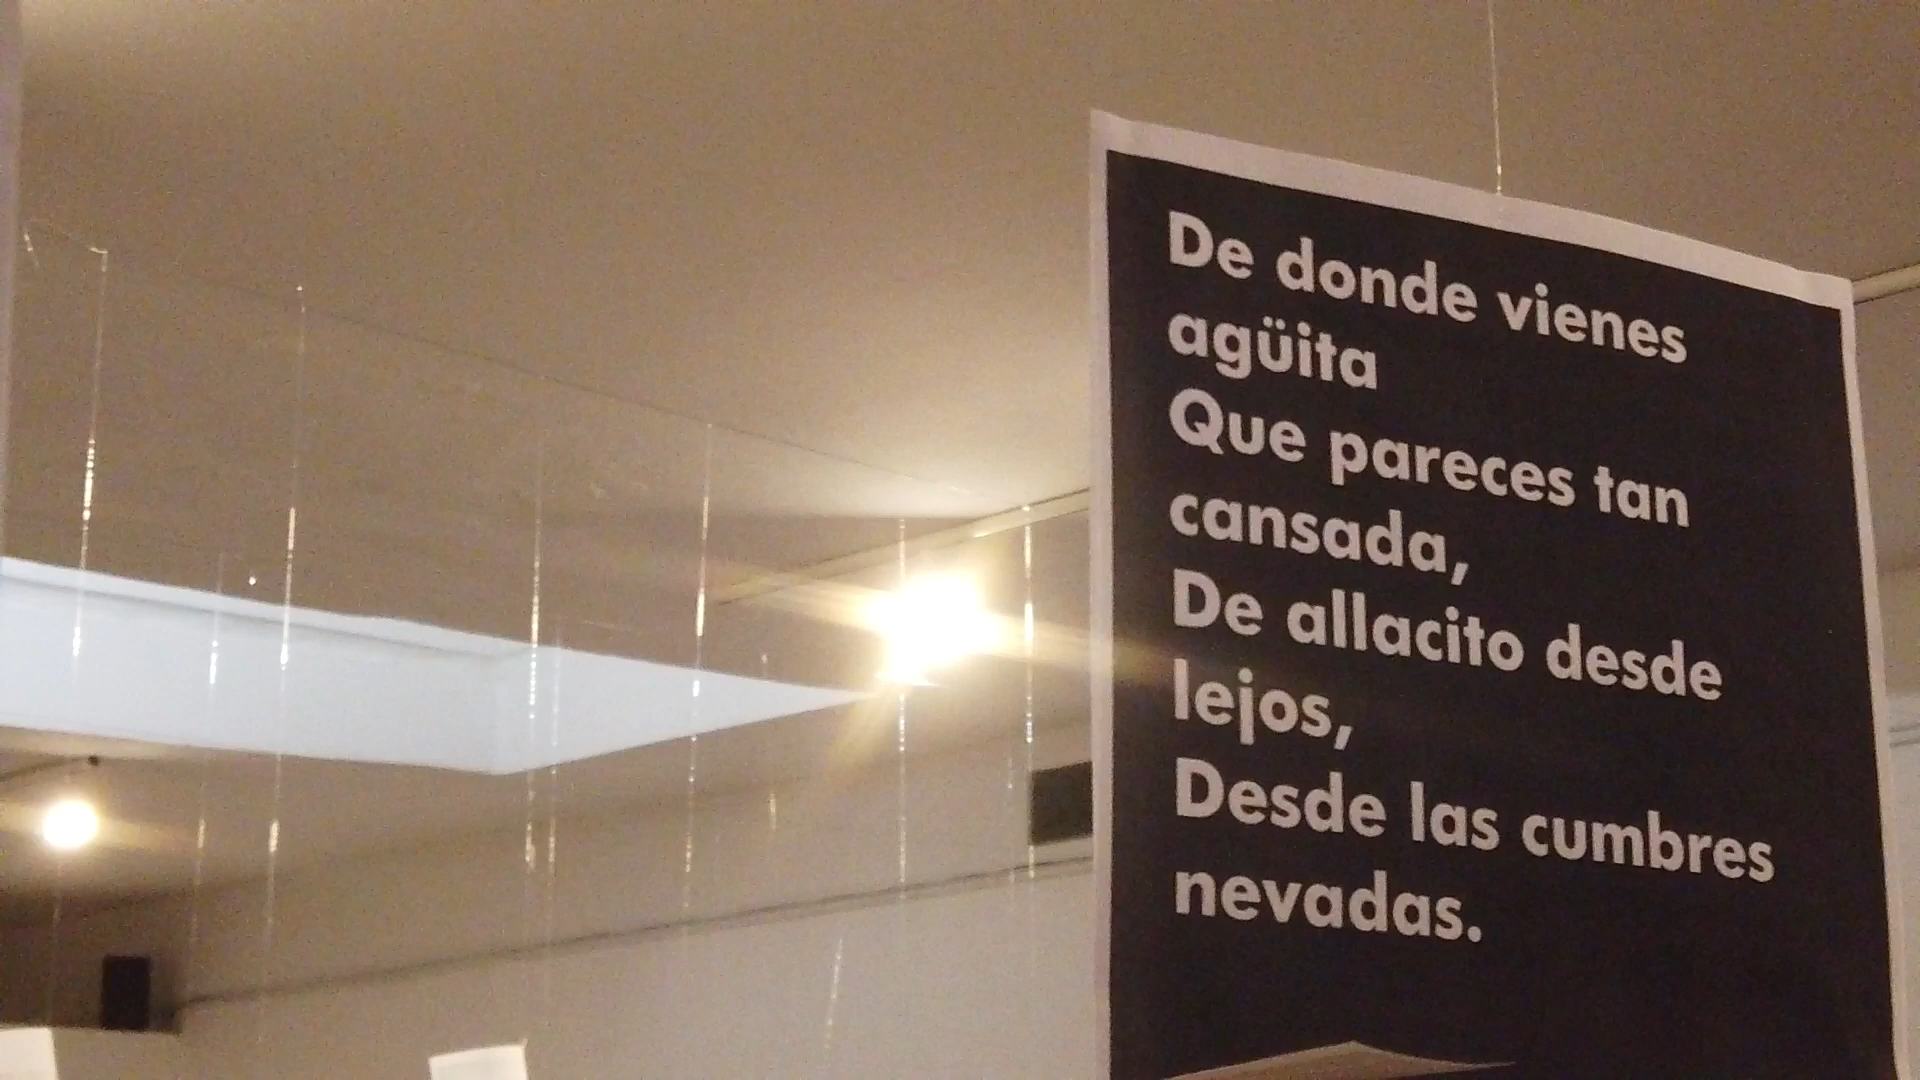 De donde vienes
agüita
Que pareces tan
cansada,
De allacito desde
lejos,
Desde las cumbres
nevadas.